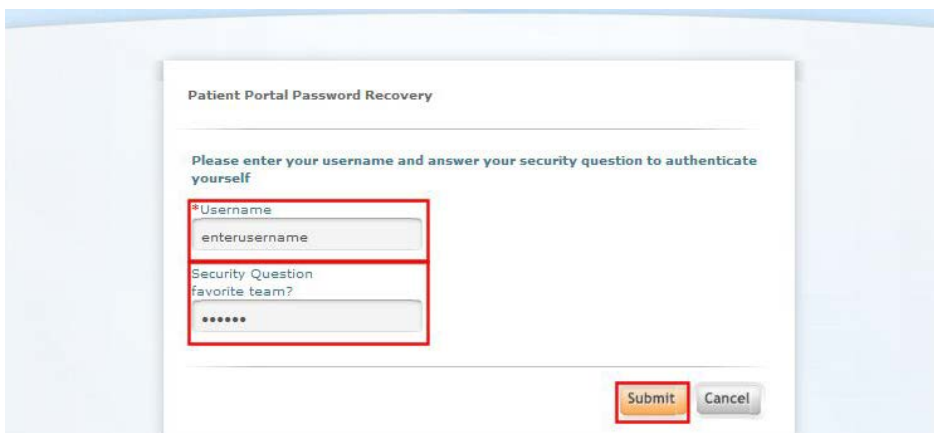 Patient Portal Password Recovery
Please enter your username and answer your security question to authenticate
yourself
*Username
enterusername
Security Question
favorite team?
••••••
Submit Cancel